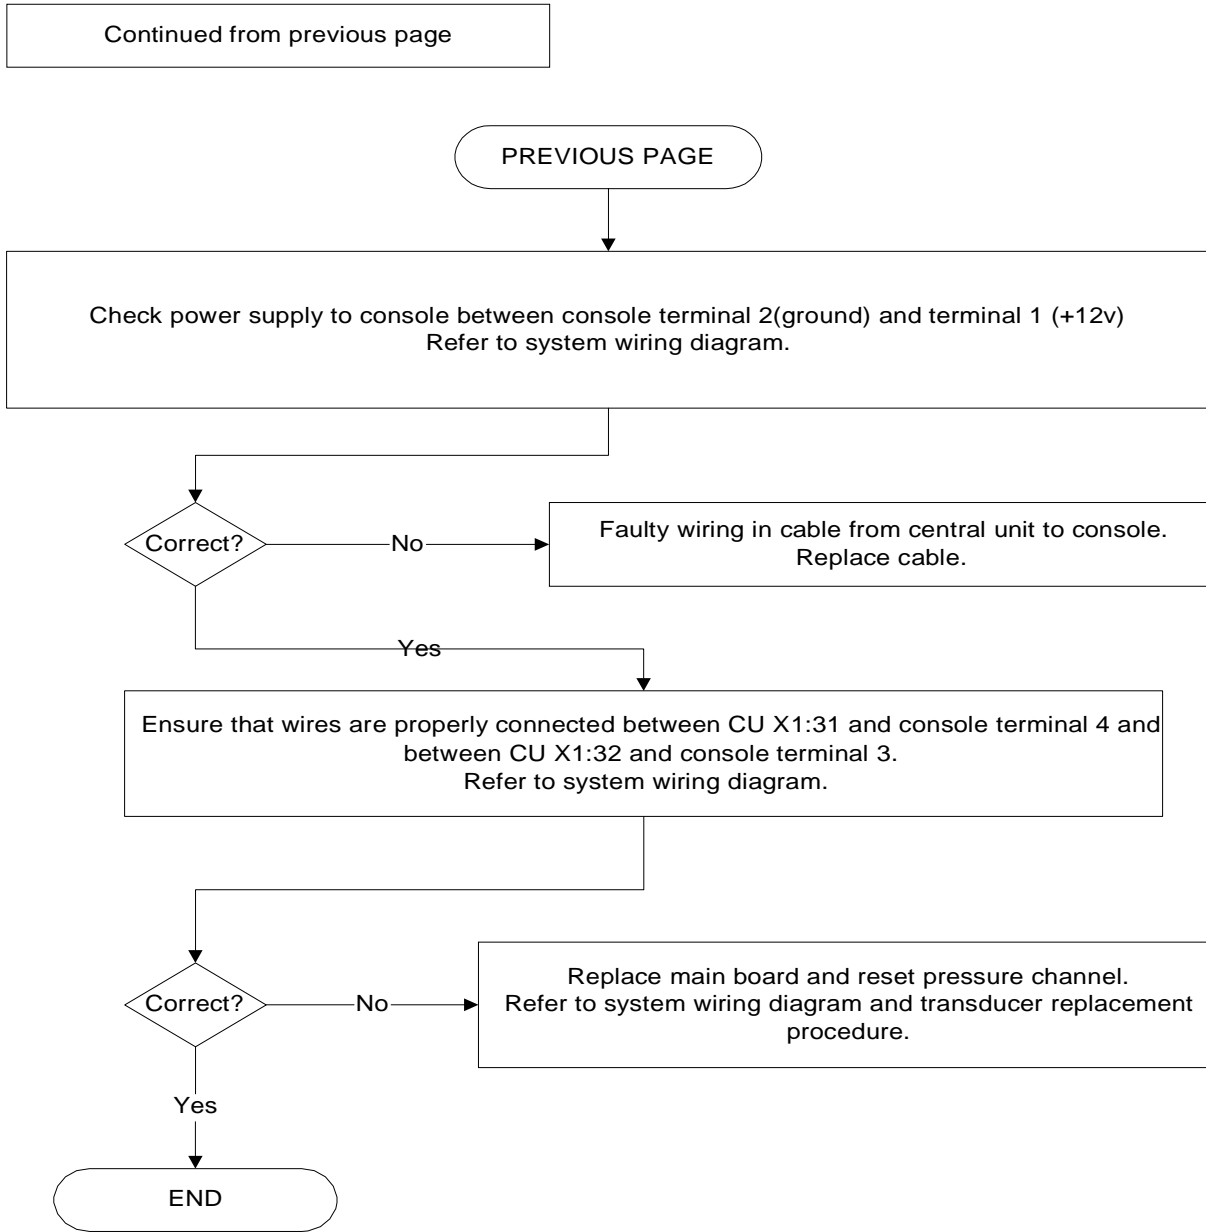 Continued from previous page
PREVIOUS PAGE
Check power supply to console between console terminal 2(ground) and terminal 1 (+12v)
Refer to system wiring diagram.
Correct?
No
Faulty wiring in cable from central unit to console.
Replace cable.
Yes
Ensure that wires are properly connected between CU X1:31 and console terminal 4 and
between CU X1:32 and console terminal 3.
Refer to system wiring diagram.
Correct?
No
Replace main board and reset pressure channel.
Refer to system wiring diagram and transducer replacement
procedure.
Yes
END